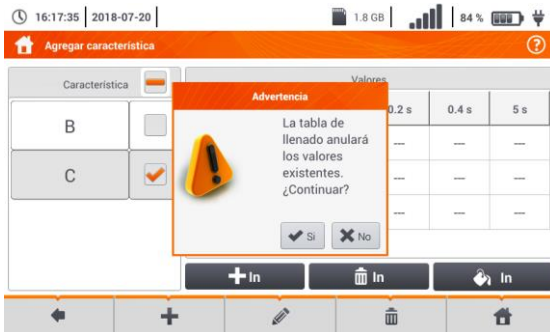 16:17:35 2018-07-20 1.8 GB 84 %
Agregar característica
Característica
Valores
0.2 s 0.4 s 5 s
B --- --- ---
C --- --- ---
--- --- ---
Advertencia
La tabla de
llenado anulará
los valores
existentes.
¿Continuar?
Si No
In In In